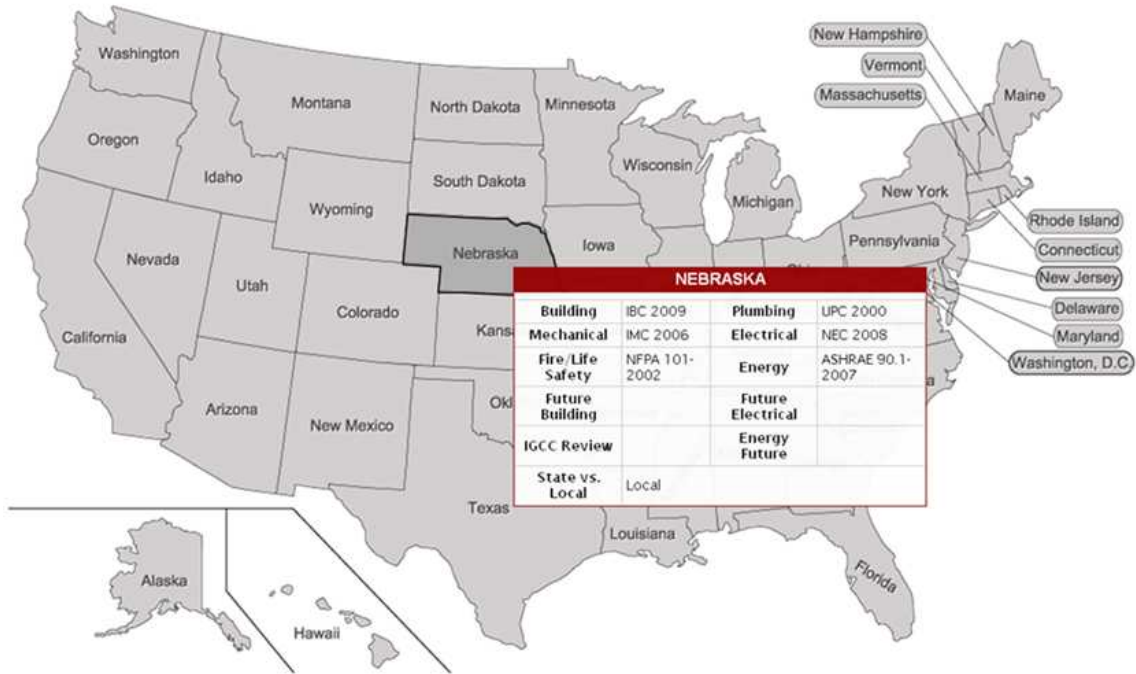 New Hampshire
Washington
Vermont
Massachusetts
Maine
Montana
North Dakota
Minnesota
Oregon
Wisconsin
Idaho
South Dakota
Michigan
New York
Wyoming
Rhode Island
Nebraska
Iowa
Pennsylvania
Connecticut
Nevada
New Jersey
Utah
Delaware
Colorado
California
Maryland
Washington, D.C
Arizona
New Mexico
Texas
Louisiana
Florida
Alaska
Hawaii
NEBRASKA
Building IBC 2009 Plumbing UPC 2000
Mechanical IMC 2006 Electrical NEC 2008
Fire/Life Safety NFPA 101-2002 Energy ASHRAE 90.1-2007
Future Building Future Electrical
IGCC Review Energy Future
State vs. Local Local